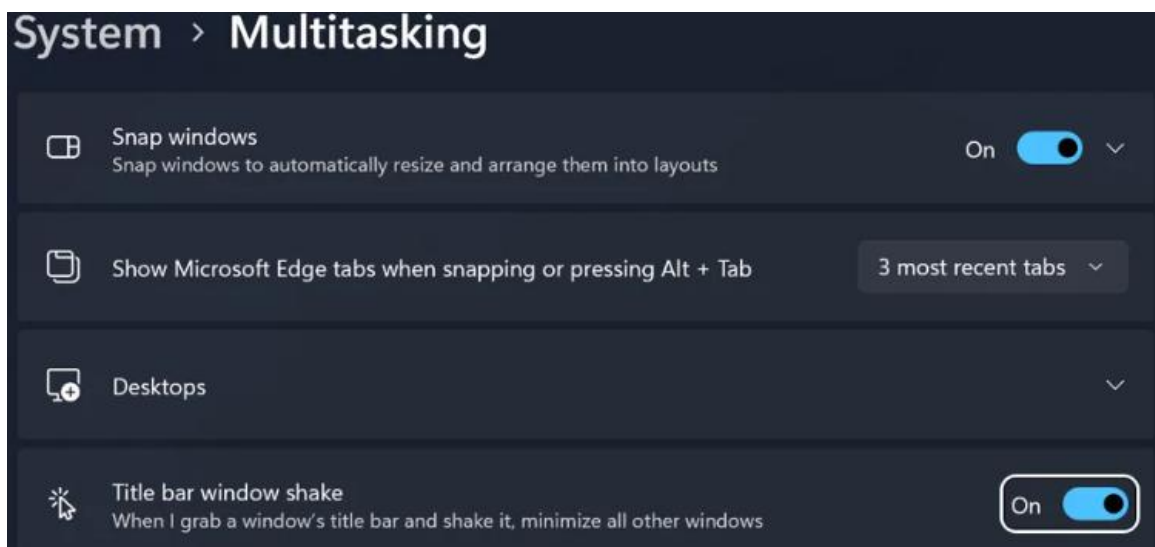 System > Multitasking
Snap windows
Snap windows to automatically resize and arrange them into layouts
On
Show Microsoft Edge tabs when snapping or pressing Alt + Tab
3 most recent tabs
Desktops
Title bar window shake
When I grab a window's title bar and shake it, minimize all other windows
On